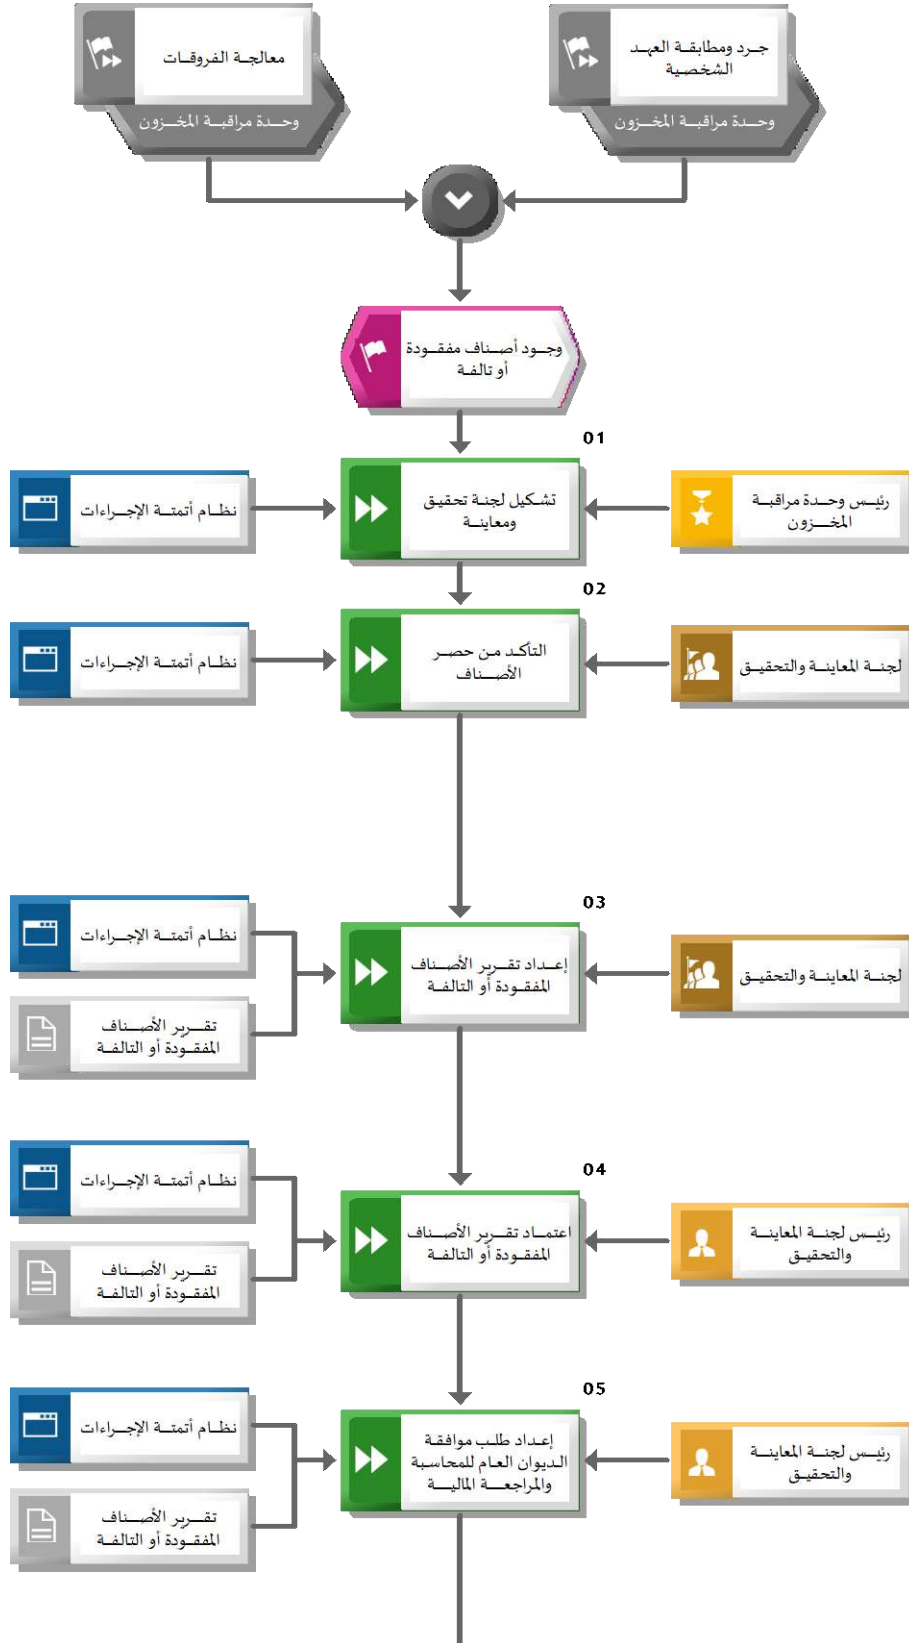 جرد ومطابقة العهد
الشخصية
وحدة مراقبة المخزون
معالجة الفروقات
وحدة مراقبة المخزون
وجود أصناف مفقودة
أو تالفة
01
رئيس وحدة مراقبة
المخزون
تشكيل لجنة تحقيق
ومعاينة
نظام أتمتة الإجراءات
02
لجنة المعاينة والتحقيق
التأكد من حصر
الأصناف
نظام أتمتة الإجراءات
03
لجنة المعاينة والتحقيق
إعداد تقرير الأصناف
المفقودة أو التالفة
نظام أتمتة الإجراءات
تقرير الأصناف
المفقودة أو التالفة
04
رئيس لجنة المعاينة
والتحقيق
اعتماد تقرير الأصناف
المفقودة أو التالفة
نظام أتمتة الإجراءات
تقرير الأصناف
المفقودة أو التالفة
05
رئيس لجنة المعاينة
والتحقيق
إعداد طلب موافقة
الديوان العام للمحاسبة
والمراجعة المالية
نظام أتمتة الإجراءات
تقرير الأصناف
المفقودة أو التالفة